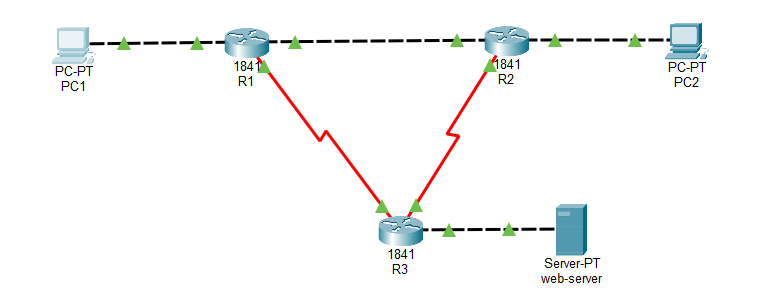 PC-PT
PC1
1841
R1
1841
R2
PC-PT
PC2
1841
R3
Server-PT
web-server